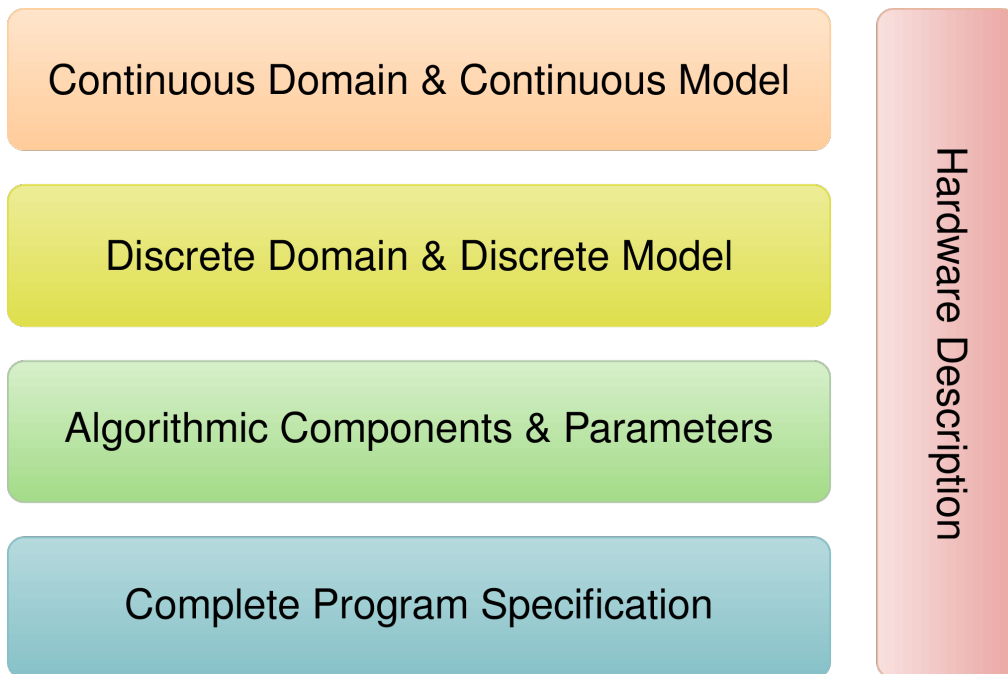 Continuous Domain & Continuous Model
Discrete Domain & Discrete Model
Algorithmic Components & Parameters
Complete Program Specification
Hardware Description